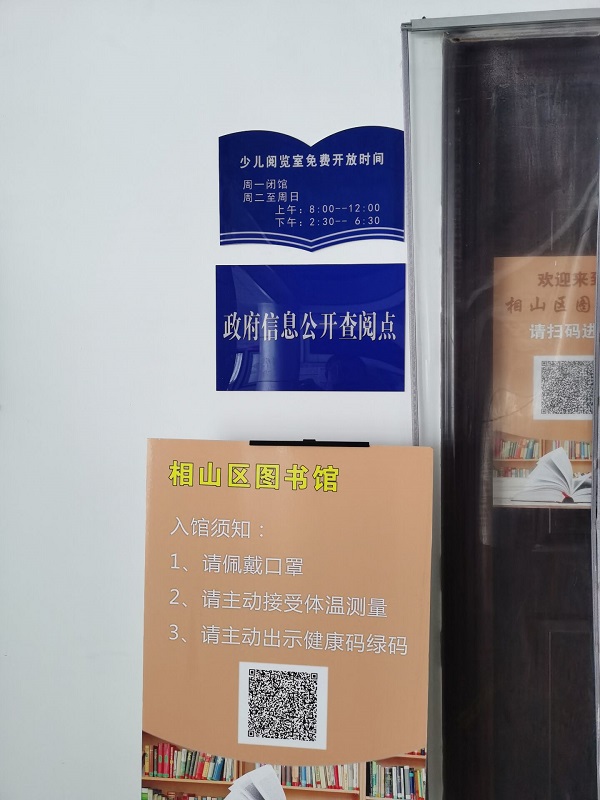 少儿阅览室免费开放时间
周一闭馆
周二至周日
上午：8:00--12:00
下午：2:30-- 6:30
政府信息公开查阅点
相山区图书馆
入馆须知：
1、请佩戴口罩
2、请主动接受体温测量
3、请主动出示健康码绿码
欢迎来到
相山区图
请扫码进